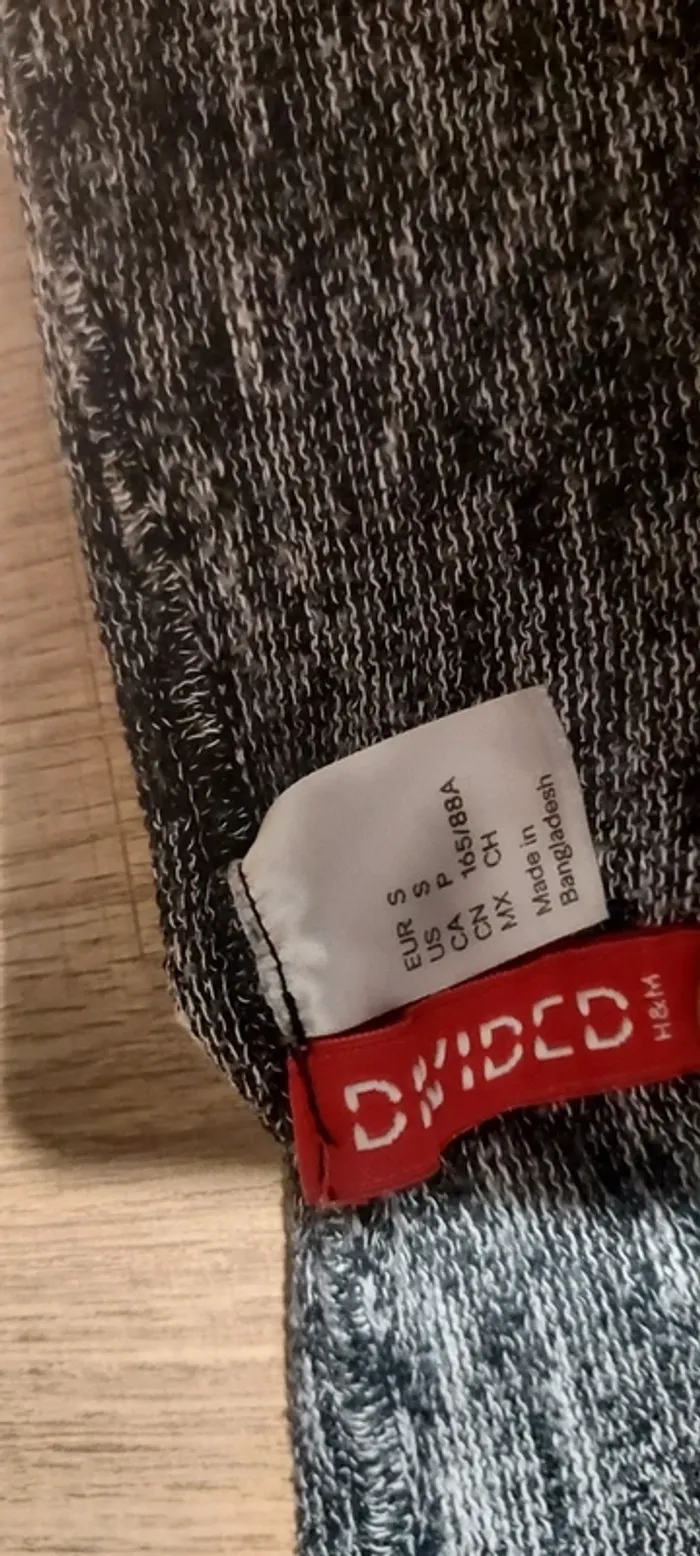 EUR S
US S
CA P
CN 165/88A
MX CH
Made in
Bangladesh
DIVIDED
H&M